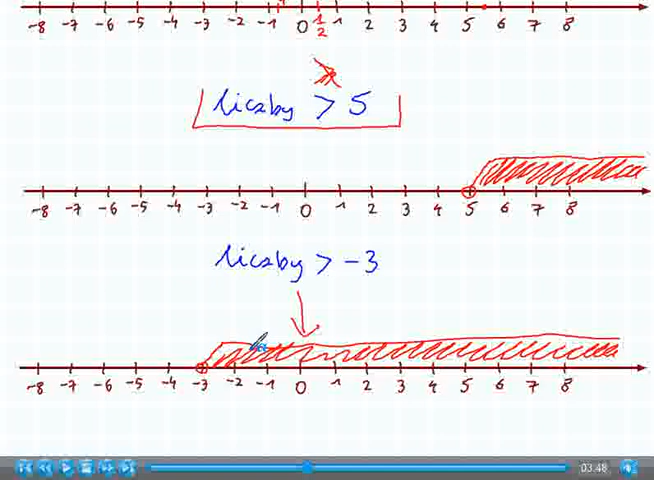 -8 -7 -6 -5 -4 -3 -2 -1 0 1/2 1 2 3 4 5 6 7 8
liczby > 5
-8 -7 -6 -5 -4 -3 -2 -1 0 1 2 3 4 5 6 7 8
liczby > -3
-8 -7 -6 -5 -4 -3 -2 -1 0 1 2 3 4 5 6 7 8
03:48